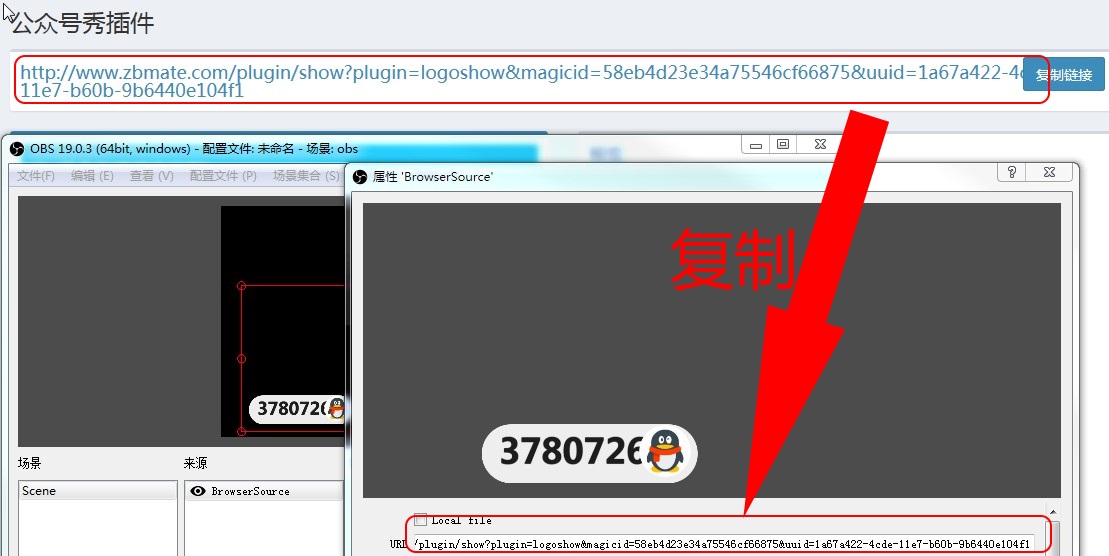 公众号秀插件
http://www.zbmate.com/plugin/show?plugin=logoshow&magicid=58eb4d23e34a75546cf66875&uuid=1a67a422-4c
11e7-b60b-9b6440e104f1
复制链接
OBS 19.0.3 (64bit, windows) - 配置文件: 未命名 - 场景: obs
文件(F) 编辑 (E) 查看 (V) 配置文件 (P) 场景集合 (S)
属性 'BrowserSource'
复制
378072
378072
场景
来源
Scene
BrowserSource
Local file
URL
/plugin/show?plugin=logoshow&magicid=58eb4d23e34a75546cf66875&uuid=1a67a422-4cde-11e7-b60b-9b6440e104f1